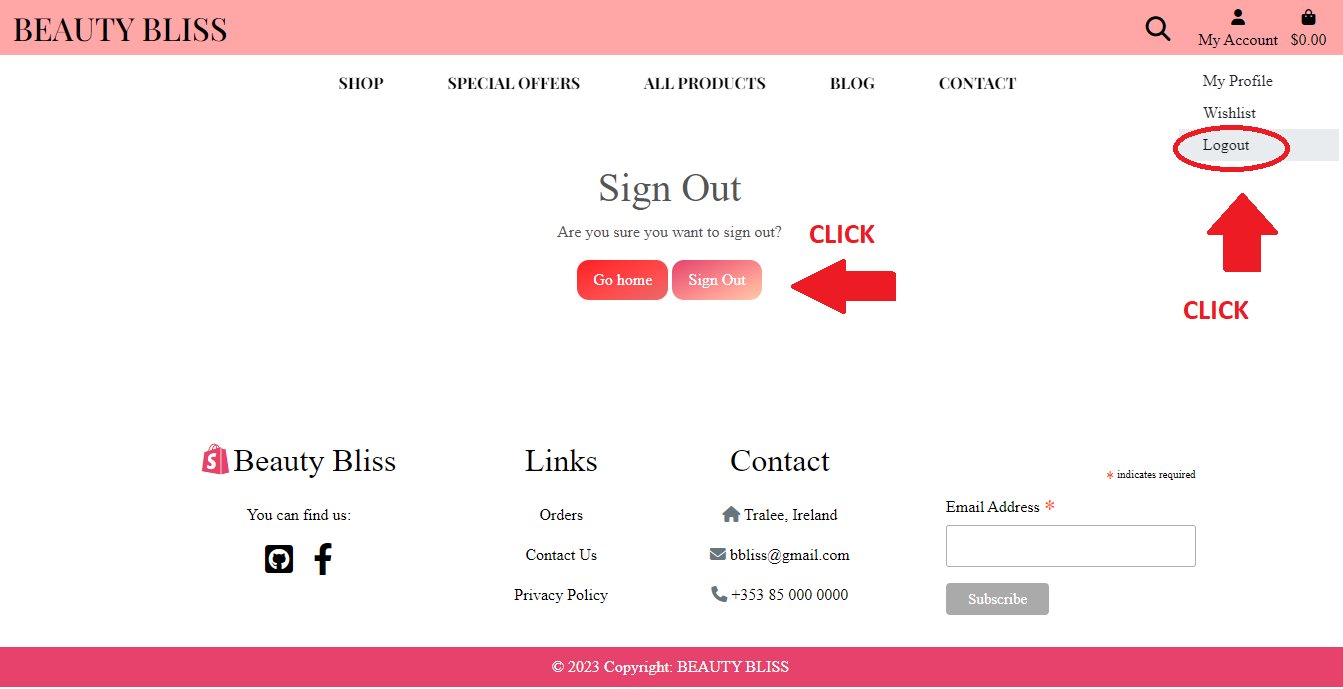 BEAUTY BLISS
My Account
$0.00
SHOP
SPECIAL OFFERS
ALL PRODUCTS
BLOG
CONTACT
My Profile
Wishlist
Logout
CLICK
Sign Out
Are you sure you want to sign out?
CLICK
Go home
Sign Out
Beauty Bliss
You can find us:
Links
Orders
Contact Us
Privacy Policy
Contact
Tralee, Ireland
bbliss@gmail.com
+353 85 000 0000
* indicates required
Email Address *
Subscribe
© 2023 Copyright: BEAUTY BLISS